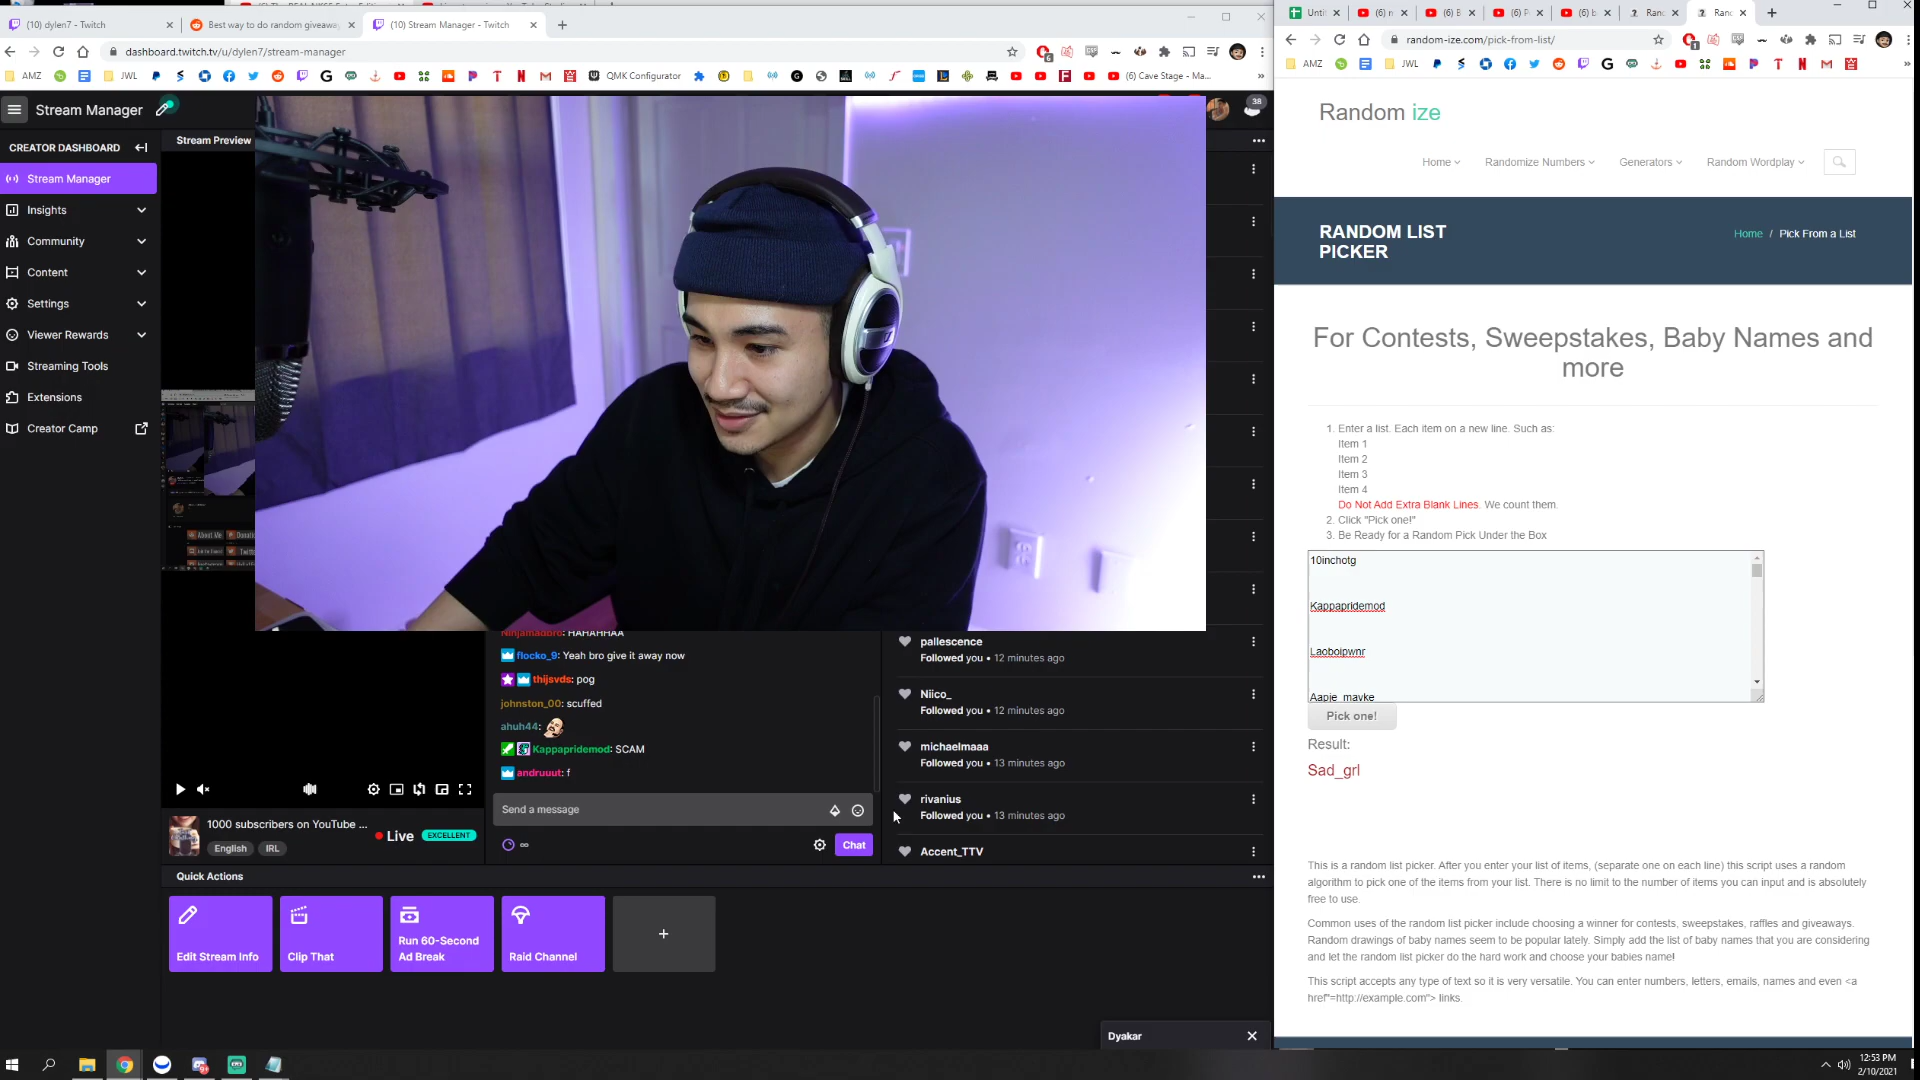 (10) dylen7 - Twitch
Best way to do random giveaw
(10) Stream Manager - Twitch
dashboard.twitch.tv/u/dylen7/stream-manager
AMZ
JWL
QMK Configurator
(6) Cave Stage - Ma...
Stream Manager
38
CREATOR DASHBOARD
Stream Preview
Stream Manager
Insights
Community
Content
Settings
Viewer Rewards
Streaming Tools
Extensions
Creator Camp
About Me
Ninjamadbro: HAHAHHAA
flocko_9: Yeah bro give it away now
thijsvds: pog
johnston_00: scuffed
ahuh44:
Kappapridemod: SCAM
andruuut: f
Send a message
Chat
pallescence
Followed you • 12 minutes ago
Niico_
Followed you • 12 minutes ago
michaelmaaa
Followed you • 13 minutes ago
rivanius
Followed you • 13 minutes ago
Accent_TTV
1000 subscribers on YouTube ...
Live
EXCELLENT
English
IRL
Quick Actions
Edit Stream Info
Clip That
Run 60-Second
Ad Break
Raid Channel
Dyakar
random-ize.com/pick-from-list/
AMZ
JWL
Random ize
Home
Randomize Numbers
Generators
Random Wordplay
RANDOM LIST
PICKER
Home / Pick From a List
For Contests, Sweepstakes, Baby Names and
more
1. Enter a list. Each item on a new line. Such as:
Item 1
Item 2
Item 3
Item 4
Do Not Add Extra Blank Lines. We count them.
2. Click "Pick one!"
3. Be Ready for a Random Pick Under the Box
10inchotg
Kappapridemod
Laoboipwnr
Aapje_mavke
Pick one!
Result:
Sad_grl
This is a random list picker. After you enter your list of items, (separate one on each line) this script uses a random
algorithm to pick one of the items from your list. There is no limit to the number of items you can input and is absolutely
free to use.
Common uses of the random list picker include choosing a winner for contests, sweepstakes, raffles and giveaways.
Random drawings of baby names seem to be popular lately. Simply add the list of baby names that you are considering
and let the random list picker do the hard work and choose your babies name!
This script accepts any type of text so it is very versatile. You can enter numbers, letters, emails, names and even <a
href"=http://example.com"> links.
12:53 PM
2/10/2021